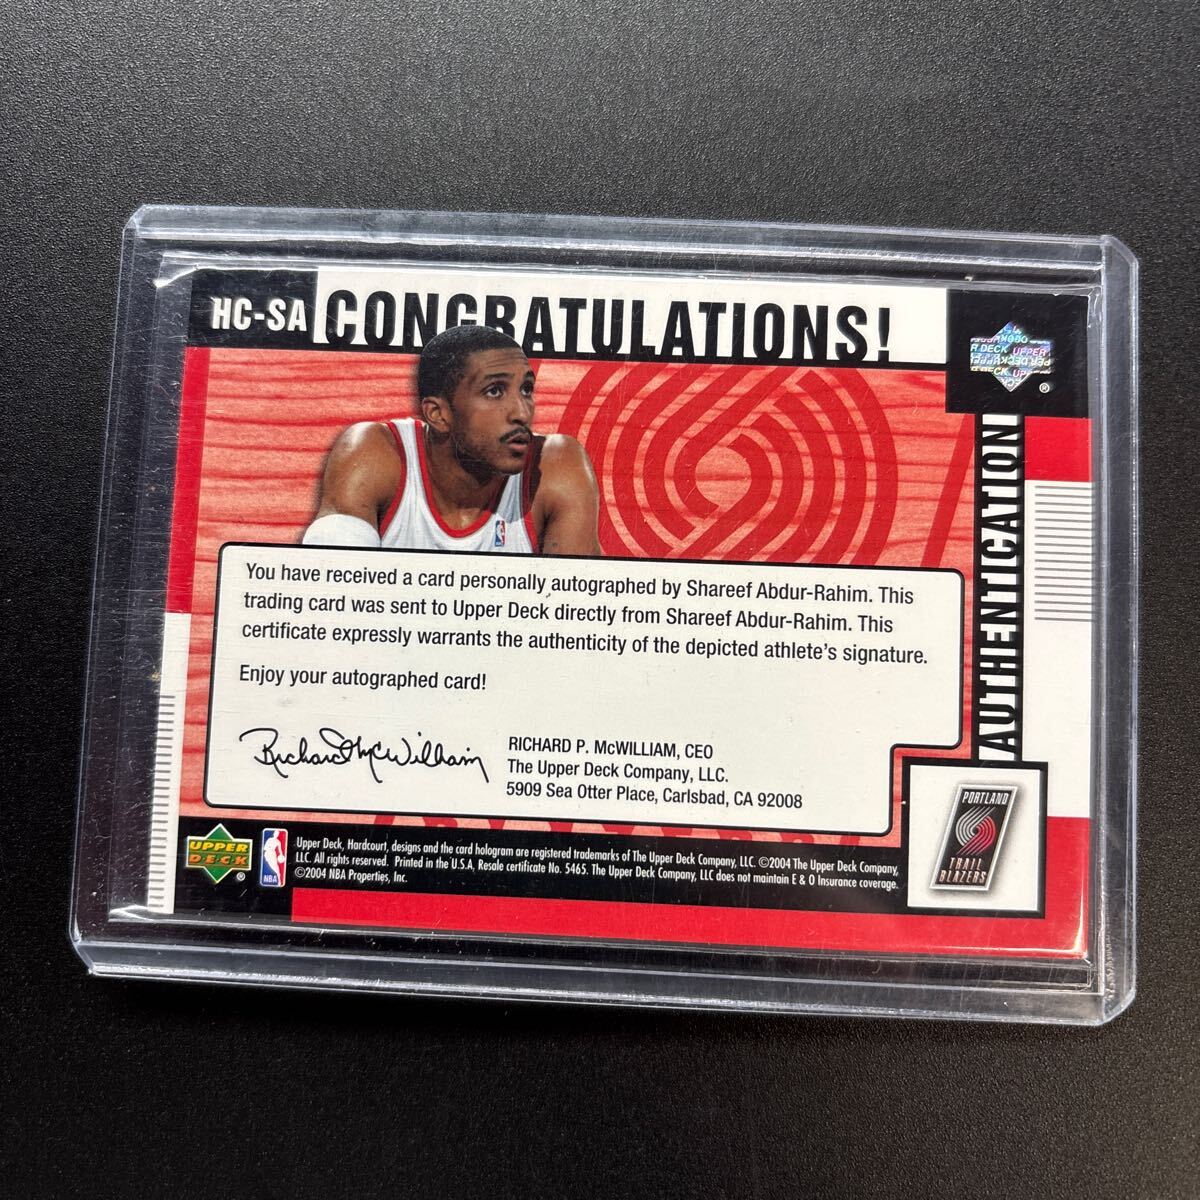 HC-SA CONGRATULATIONS!
UPPER
R DECK
®
AUTHENTICATION
You have received a card personally autographed by Shareef Abdur-Rahim. This
trading card was sent to Upper Deck directly from Shareef Abdur-Rahim. This
certificate expressly warrants the authenticity of the depicted athlete's signature.
Enjoy your autographed card!
Richard McWilliam
RICHARD P. McWILLIAM, CEO
The Upper Deck Company, LLC.
5909 Sea Otter Place, Carlsbad, CA 92008
PORTLAND
TRAIL
BLAZERS
UPPER
DECK
®
NBA
Upper Deck, Hardcourt, designs and the card hologram are registered trademarks of The Upper Deck Company, LLC. ©2004 The Upper Deck Company,
LLC. All rights reserved. Printed in the U.S.A. Resale certificate No. 5465. The Upper Deck Company, LLC does not maintain E & O Insurance coverage.
©2004 NBA Properties, Inc.